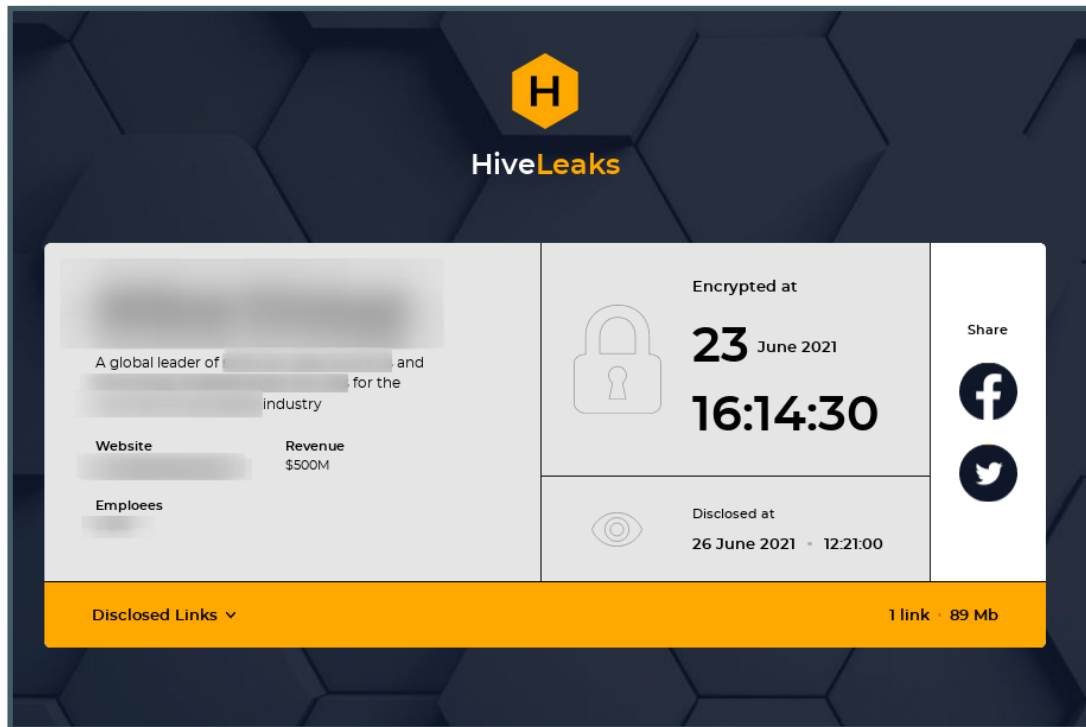 H
HiveLeaks
A global leader of and
for the
industry
Website
Revenue
$500M
Emploees
Encrypted at
23 June 2021
16:14:30
Disclosed at
26 June 2021 • 12:21:00
Share
Disclosed Links
1 link • 89 Mb